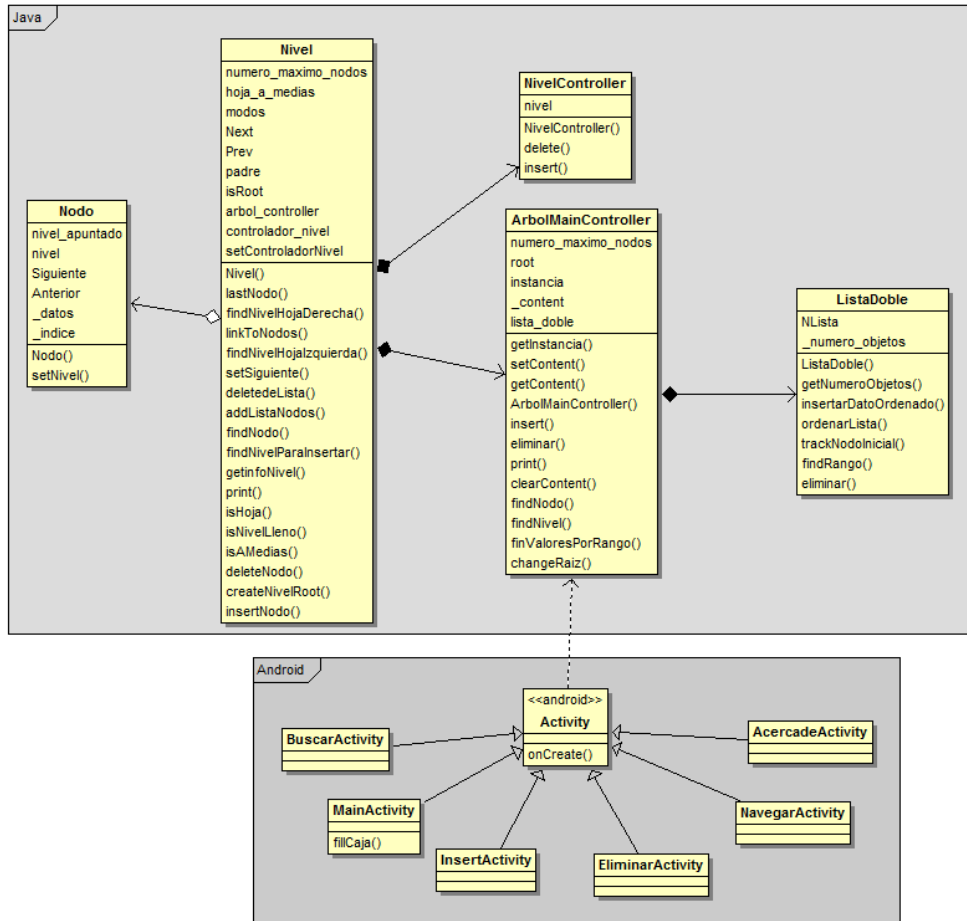 Java
Nivel
numero_maximo_nodos
hoja_a_medias
modos
Next
Prev
padre
isRoot
arbol_controller
controlador_nivel
setControladorNivel
Nivel()
lastNodo()
findNivelHojaDerecha()
linkToNodos()
findNivelHojaIzquierda()
setSiguiente()
deletedeLista()
addListaNodos()
findNodo()
findNivelParaInsertar()
getinfoNivel()
print()
isHoja()
isNivelLleno()
isAMedias()
deleteNodo()
createNivelRoot()
insertNodo()
NivelController
nivel
NivelController()
delete()
insert()
Nodo
nivel_apuntado
nivel
Siguiente
Anterior
_datos
_indice
Nodo()
setNivel()
ArbolMainController
numero_maximo_nodos
root
instancia
_content
lista_doble
getInstancia()
setContent()
getContent()
ArbolMainController()
insert()
eliminar()
print()
clearContent()
findNodo()
findNivel()
finValoresPorRango()
changeRaiz()
ListaDoble
NLista
_numero_objetos
ListaDoble()
getNumeroObjetos()
insertarDatoOrdenado()
ordenarLista()
trackNodoInicial()
findRango()
eliminar()
Android
<<android>>
Activity
onCreate()
BuscarActivity
AcercadeActivity
MainActivity
fillCaja()
NavegarActivity
InsertActivity
EliminarActivity